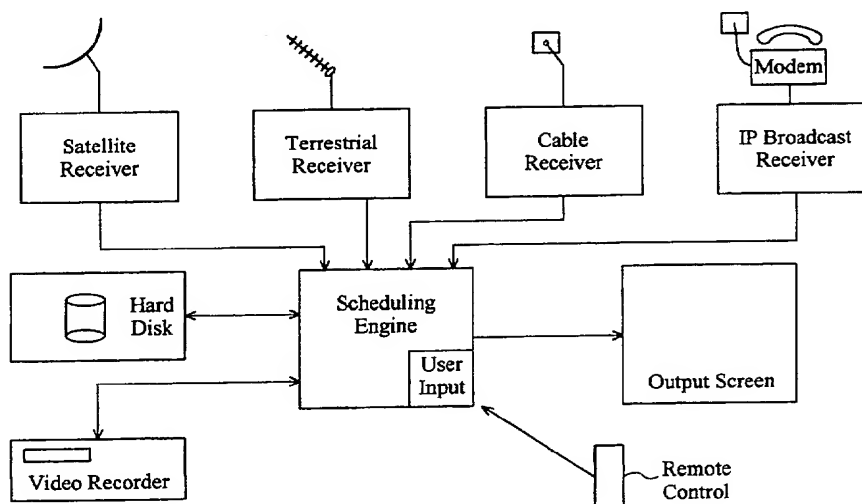 Modem
Satellite
Receiver
Terrestrial
Receiver
Cable
Receiver
IP Broadcast
Receiver
Hard
Disk
Scheduling
Engine
User
Input
Output Screen
Video Recorder
Remote
Control